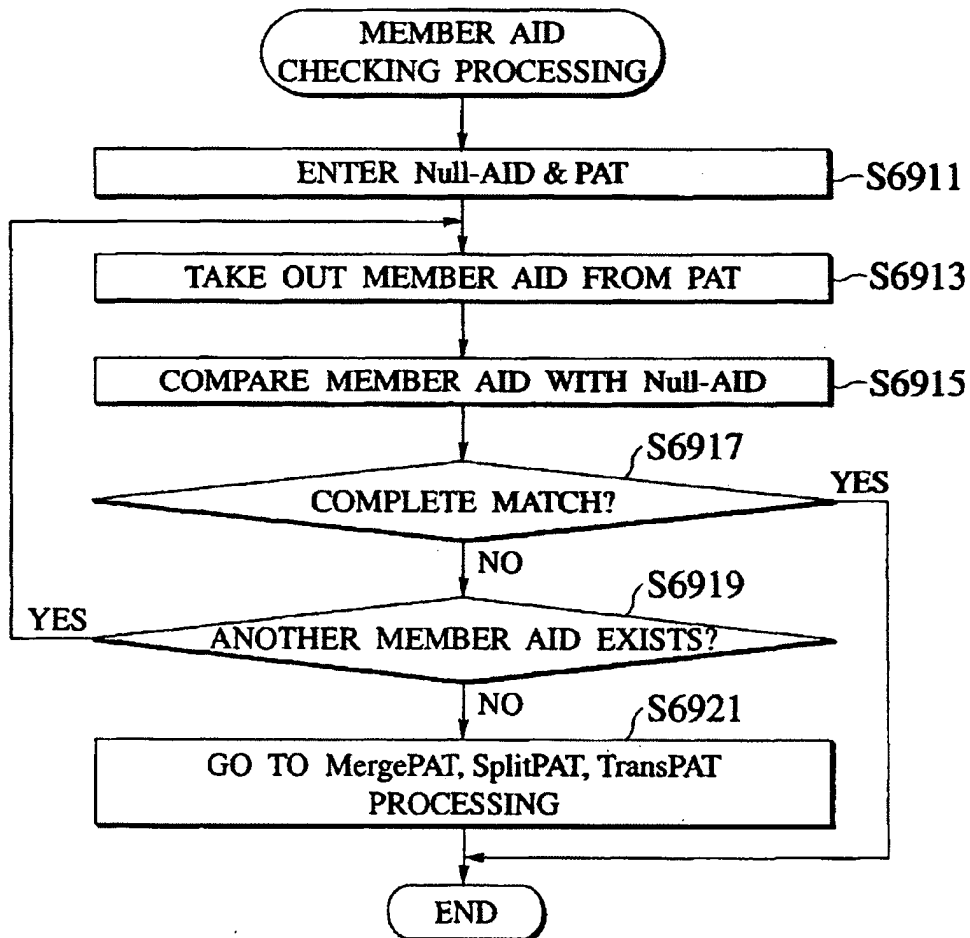 MEMBER AID
CHECKING PROCESSING
ENTER Null-AID & PAT
S6911
TAKE OUT MEMBER AID FROM PAT
S6913
COMPARE MEMBER AID WITH Null-AID
S6915
S6917
COMPLETE MATCH?
YES
NO
S6919
YES
ANOTHER MEMBER AID EXISTS?
NO
S6921
GO TO MergePAT, SplitPAT, TransPAT
PROCESSING
END